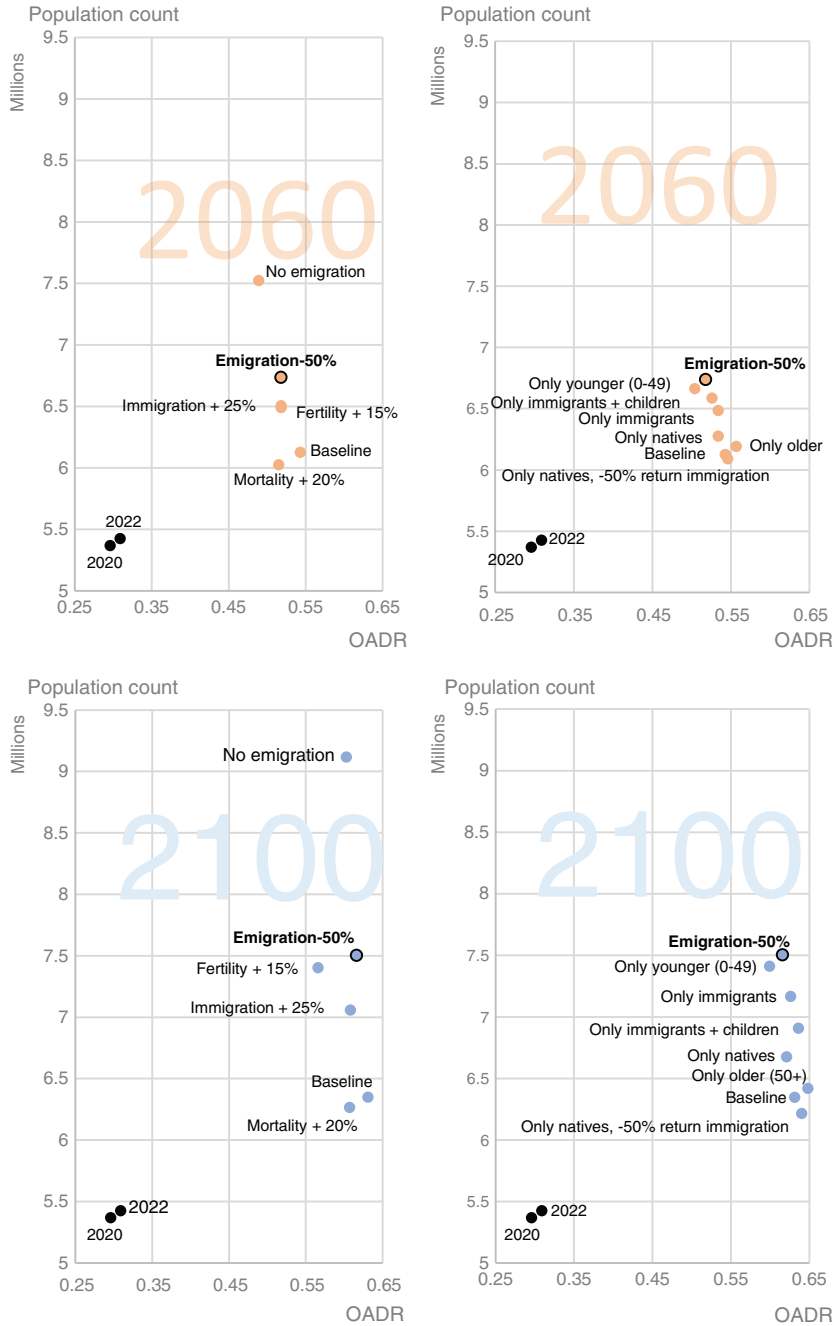 Population count
Millions
9.5
9
8.5
8
7.5
7
6.5
6
5.5
5
2060
No emigration
Emigration-50%
Immigration + 25%
Fertility + 15%
Baseline
Mortality + 20%
2022
2020
0.25 0.35 0.45 0.55 0.65
OADR
Population count
Millions
9.5
9
8.5
8
7.5
7
6.5
6
5.5
5
2060
Emigration-50%
Only younger (0-49)
Only immigrants + children
Only immigrants
Only natives
Only older
Baseline
Only natives, -50% return immigration
2022
2020
0.25 0.35 0.45 0.55 0.65
OADR
Population count
Millions
9.5
9
8.5
8
7.5
7
6.5
6
5.5
5
No emigration
2100
Emigration-50%
Fertility + 15%
Immigration + 25%
Baseline
Mortality + 20%
2022
2020
0.25 0.35 0.45 0.55 0.65
OADR
Population count
Millions
9.5
9
8.5
8
7.5
7
6.5
6
5.5
5
2100
Emigration-50%
Only younger (0-49)
Only immigrants
Only immigrants + children
Only natives
Only older (50+)
Baseline
Only natives, -50% return immigration
2022
2020
0.25 0.35 0.45 0.55 0.65
OADR